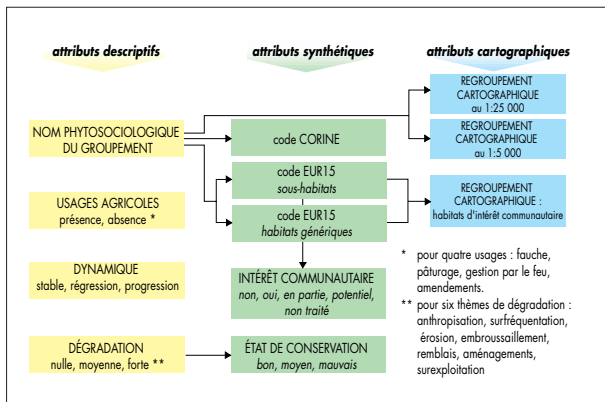 attributs descriptifs
attributs synthétiques
attributs cartographiques
NOM PHYTOSOCIOLOGIQUE
DU GROUPEMENT
USAGES AGRICOLES
présence, absence *
DYNAMIQUE
stable, régression, progression
DÉGRADATION
nulle, moyenne, forte **
code CORINE
code EUR15
sous-habitats
code EUR15
habitats génériques
INTÉRÊT COMMUNAUTAIRE
non, oui, en partie, potentiel,
non traité
ÉTAT DE CONSERVATION
bon, moyen, mauvais
REGROUPEMENT
CARTOGRAPHIQUE
au 1:25 000
REGROUPEMENT
CARTOGRAPHIQUE
au 1:5 000
REGROUPEMENT
CARTOGRAPHIQUE :
habitats d'intérêt communautaire
* pour quatre usages : fauche,
pâturage, gestion par le feu,
amendements.
** pour six thèmes de dégradation :
anthropisation, surfréquentation,
érosion, embroussaillement,
remblais, aménagements,
surexploitation